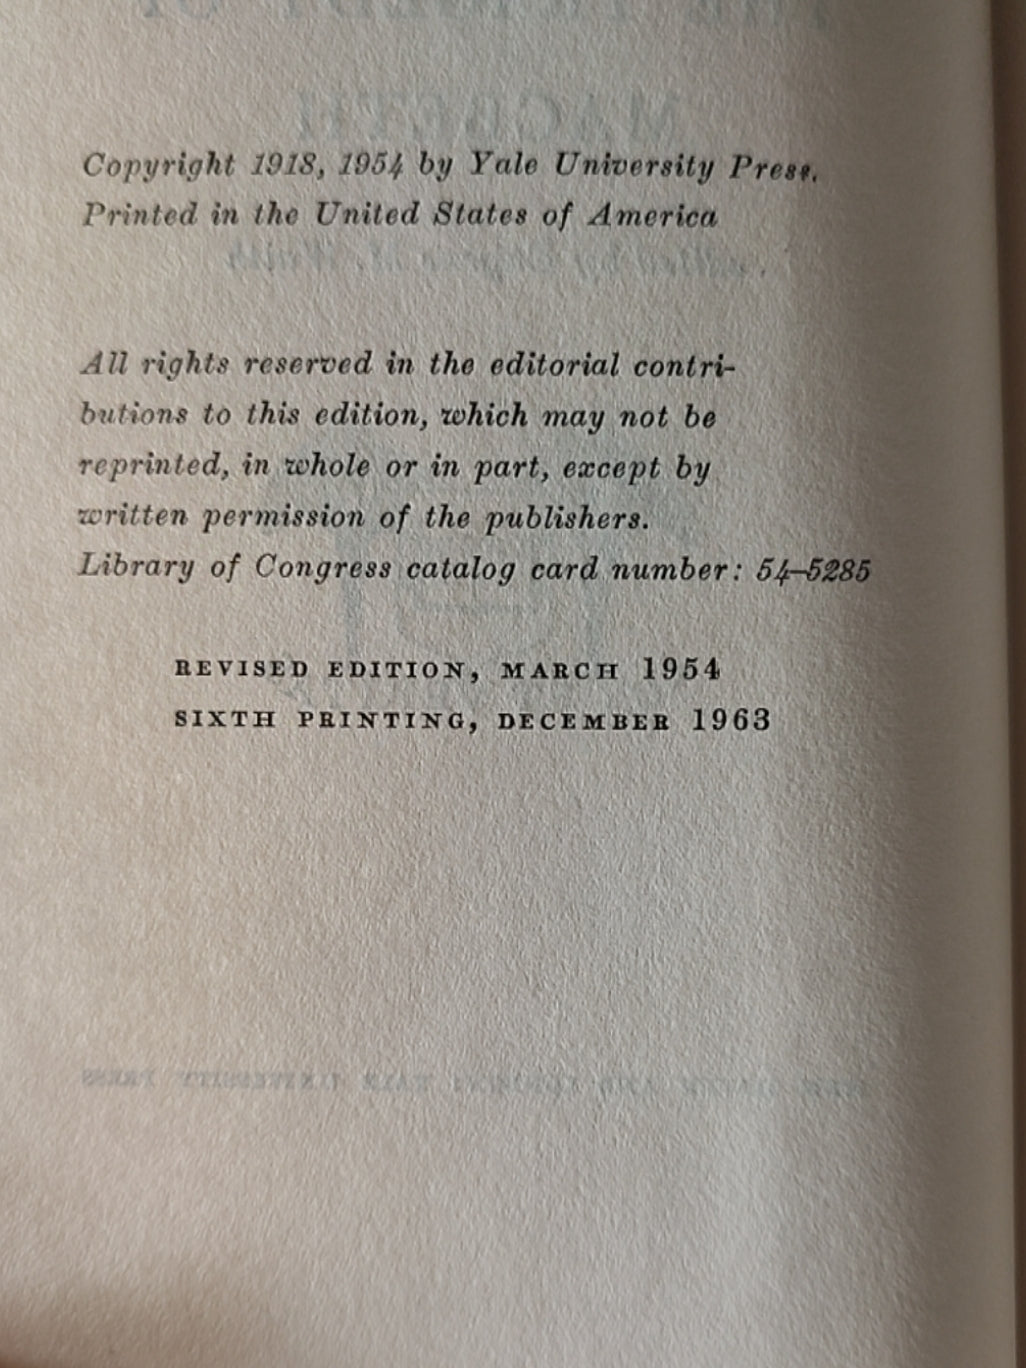 Copyright 1918, 1954 by Yale University Press.
Printed in the United States of America
All rights reserved in the editorial contri-
butions to this edition, which may not be
reprinted, in whole or in part, except by
written permission of the publishers.
Library of Congress catalog card number: 54–5285
REVISED EDITION, MARCH 1954
SIXTH PRINTING, DECEMBER 1963